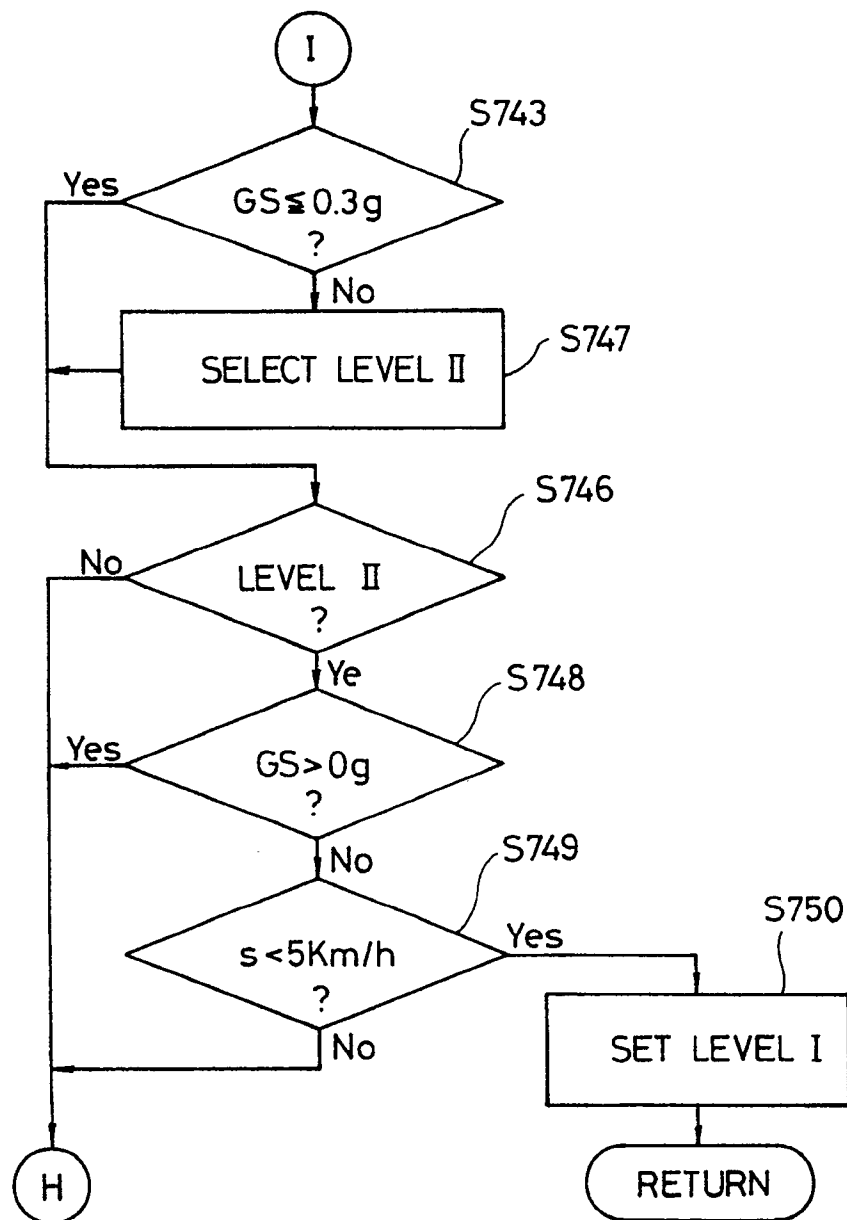 I
S743
Yes
GS≦0.3g
?
No
S747
SELECT LEVEL II
S746
No
LEVEL II
?
Ye
S748
Yes
GS>0g
?
No
S749
s<5Km/h
?
Yes
No
S750
SET LEVEL I
H
RETURN